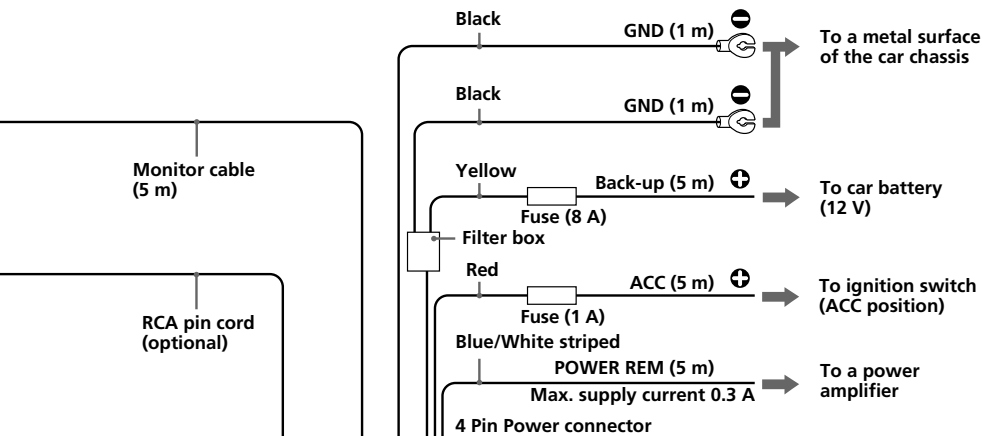 Black
GND (1 m)
To a metal surface
of the car chassis
Black
GND (1 m)
Monitor cable
(5 m)
Yellow
Back-up (5 m)
To car battery
(12 V)
Fuse (8 A)
Filter box
Red
ACC (5 m)
To ignition switch
(ACC position)
Fuse (1 A)
RCA pin cord
(optional)
Blue/White striped
POWER REM (5 m)
To a power
amplifier
Max. supply current 0.3 A
4 Pin Power connector